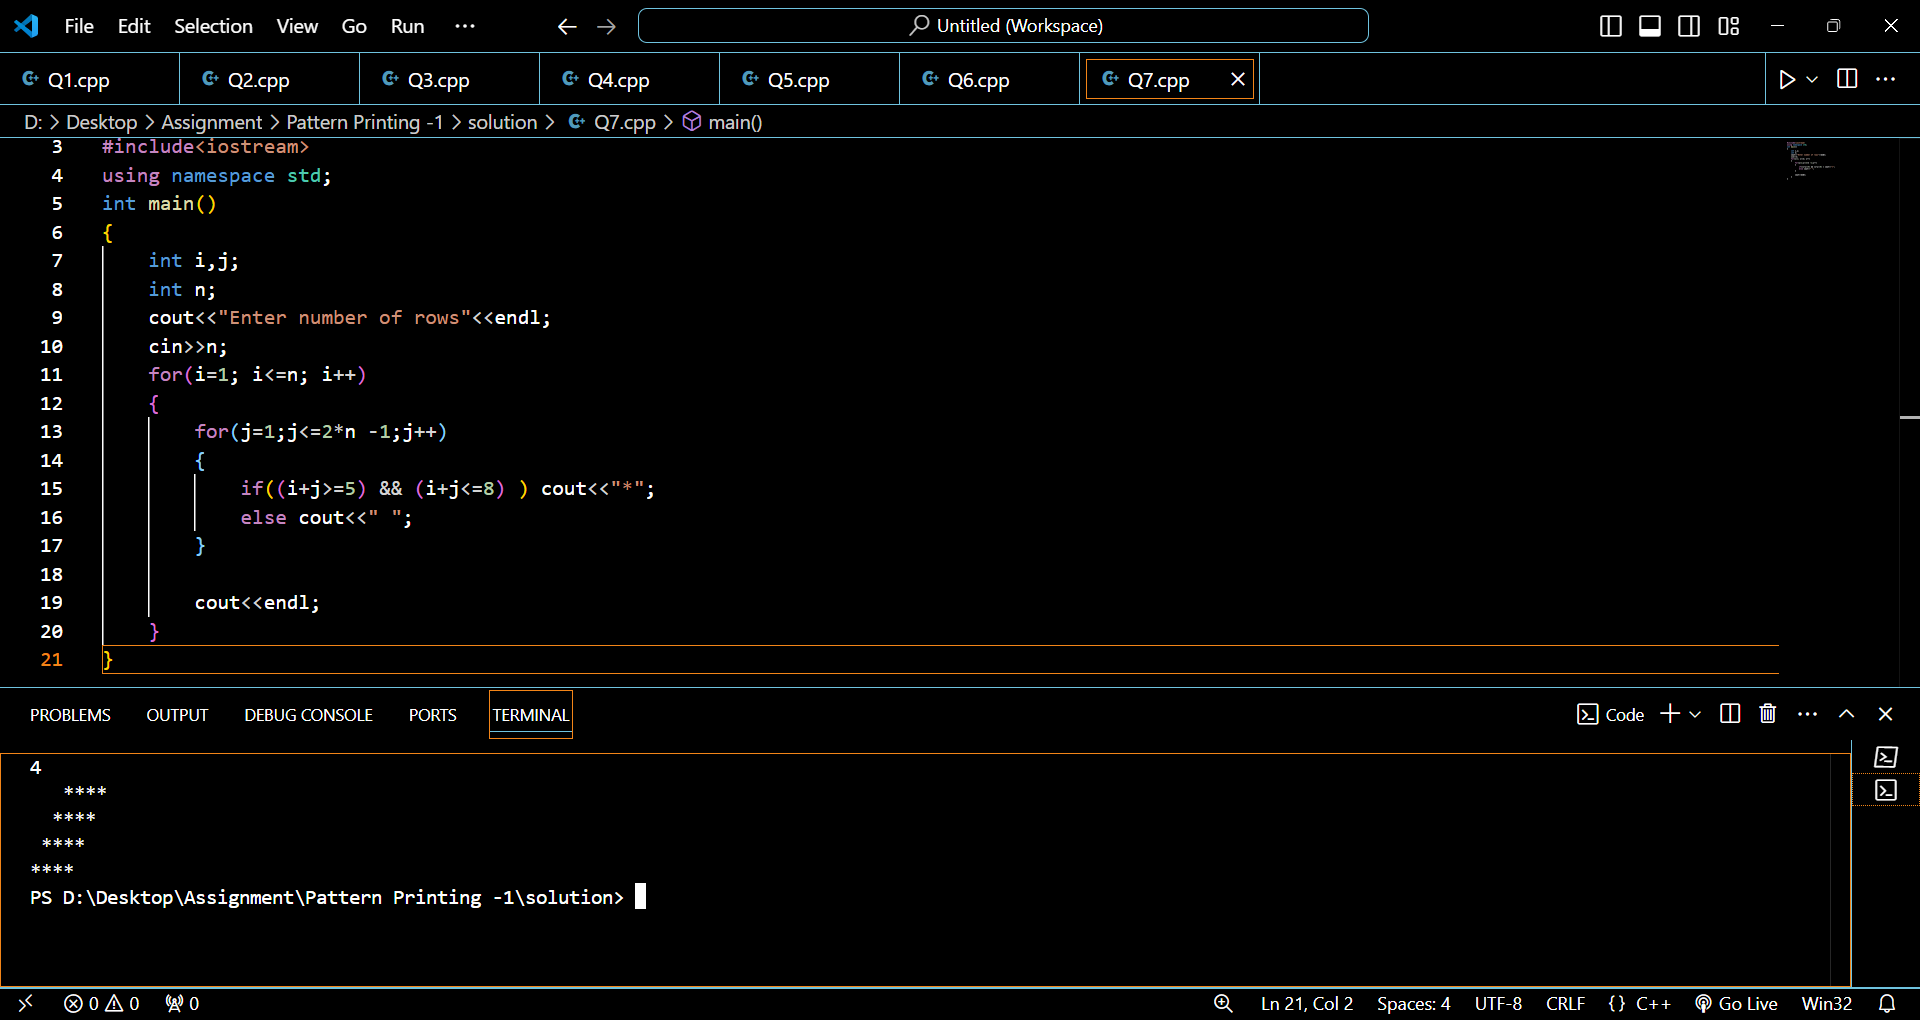 File Edit Selection View Go Run ··· Untitled (Workspace)
Q1.cpp Q2.cpp Q3.cpp Q4.cpp Q5.cpp Q6.cpp Q7.cpp
D: > Desktop > Assignment > Pattern Printing -1 > solution > Q7.cpp > main()
3 #include<iostream>
4 using namespace std;
5 int main()
6 {
7 int i,j;
8 int n;
9 cout<<"Enter number of rows"<<endl;
10 cin>>n;
11 for(i=1; i<=n; i++)
12 {
13 for(j=1;j<=2*n -1;j++)
14 {
15 if((i+j>=5) && (i+j<=8) ) cout<<"*";
16 else cout<<" ";
17 }
18
19 cout<<endl;
20 }
21 }
PROBLEMS OUTPUT DEBUG CONSOLE PORTS TERMINAL Code
4
   ****
  ****
 ****
****
PS D:\Desktop\Assignment\Pattern Printing -1\solution>
0 0 0 Ln 21, Col 2 Spaces: 4 UTF-8 CRLF {} C++ Go Live Win32